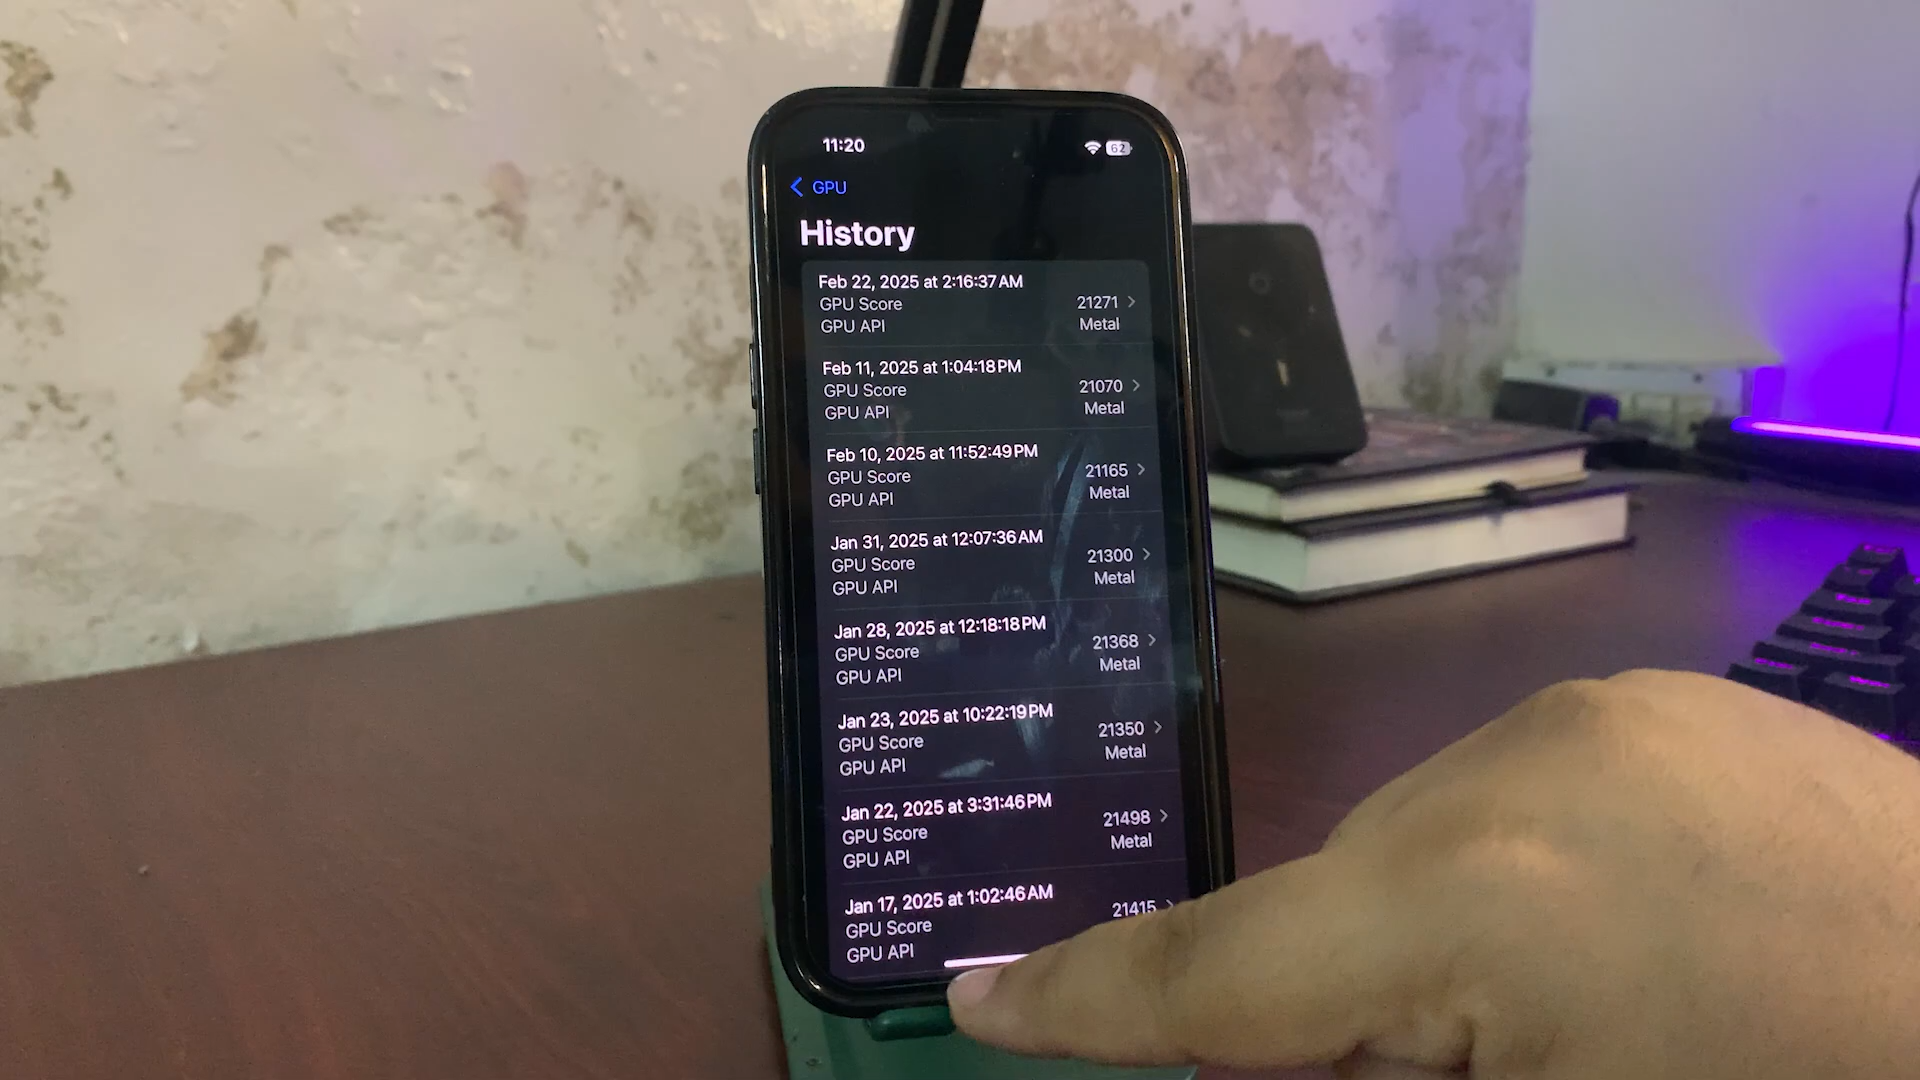 11:20
62
GPU
History
Feb 22, 2025 at 2:16:37 AM
GPU Score 21271
GPU API Metal
Feb 11, 2025 at 1:04:18 PM
GPU Score 21070
GPU API Metal
Feb 10, 2025 at 11:52:49 PM
GPU Score 21165
GPU API Metal
Jan 31, 2025 at 12:07:36 AM
GPU Score 21300
GPU API Metal
Jan 28, 2025 at 12:18:18 PM
GPU Score 21368
GPU API Metal
Jan 23, 2025 at 10:22:19 PM
GPU Score 21350
GPU API Metal
Jan 22, 2025 at 3:31:46 PM
GPU Score 21498
GPU API Metal
Jan 17, 2025 at 1:02:46 AM
GPU Score 21415
GPU API